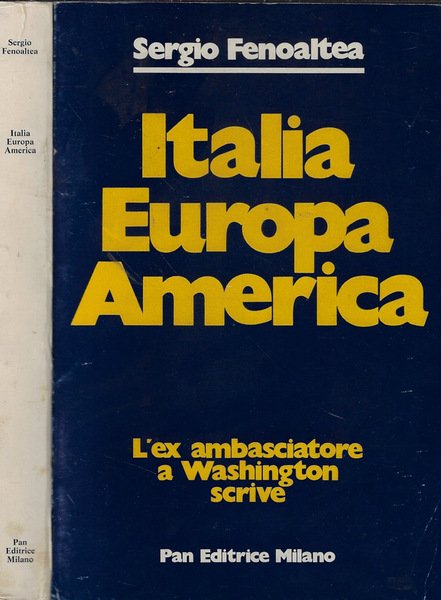 Sergio
Fenoaltea
Italia
Europa
America
Pan
Editrice
Milano
Sergio Fenoaltea
Italia
Europa
America
L'ex ambasciatore
a Washington
scrive
Pan Editrice Milano